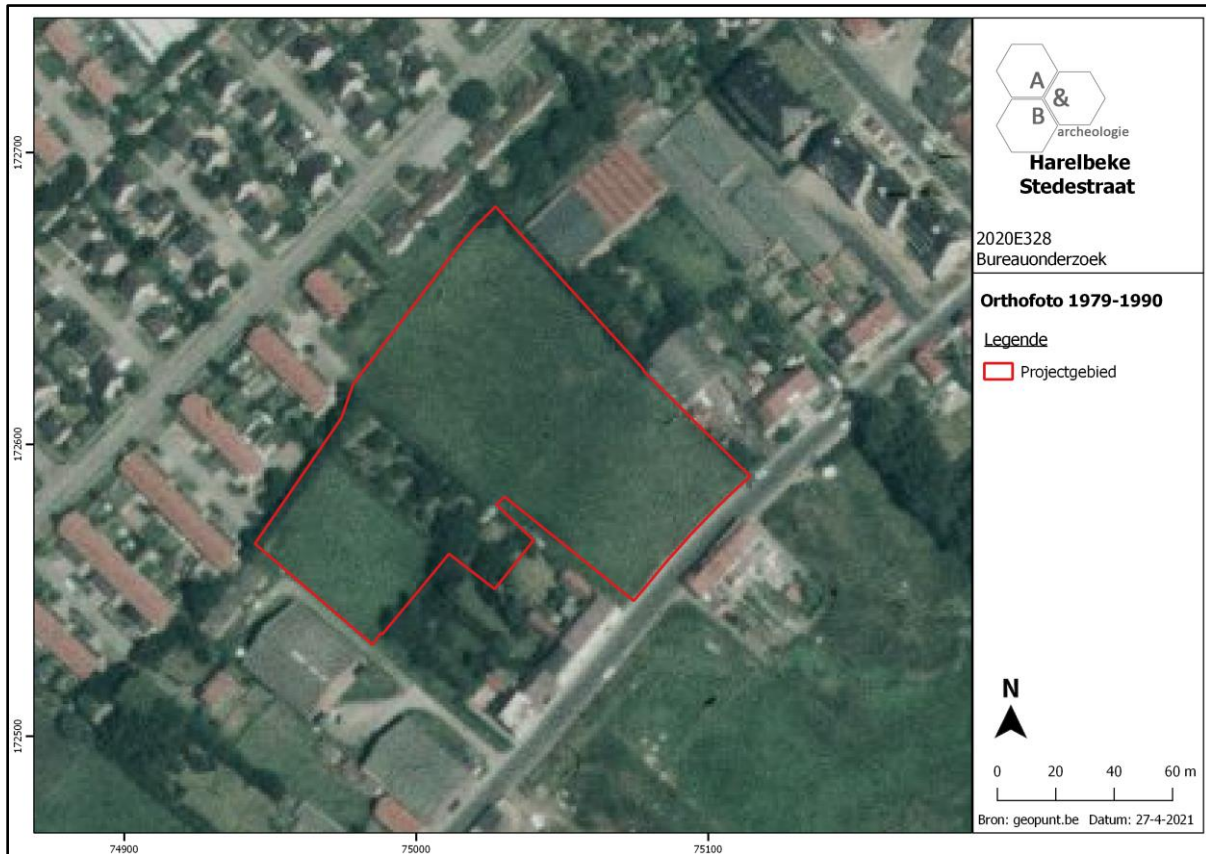 A
&
B
archeologie
Harelbeke
Stedestraat
2020E328
Bureauonderzoek
Orthofoto 1979-1990
Legende
Projectgebied
N
0 20 40 60 m
Bron: geopunt.be Datum: 27-4-2021
172700
172600
172500
74900 75000 75100